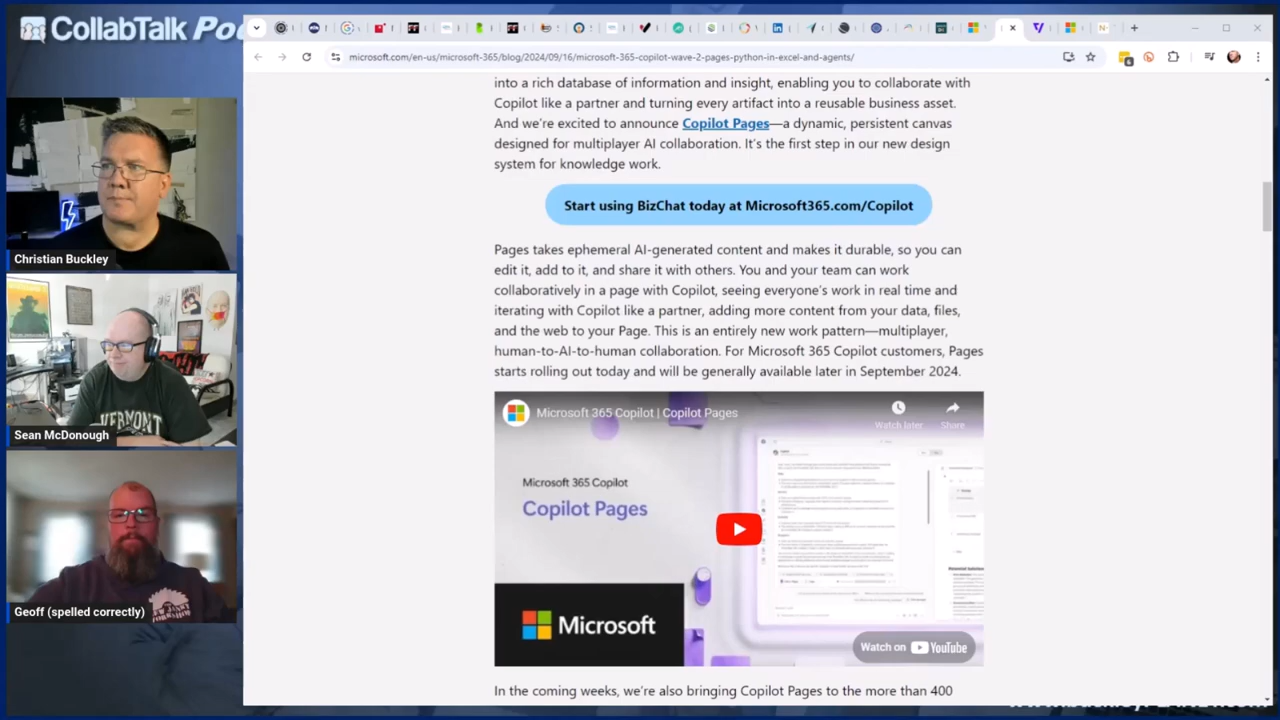 CollabTalk Po
microsoft.com/en-us/microsoft-365/blog/2024/09/16/microsoft-365-copilot-wave-2-pages-python-in-excel-and-agents/
6
into a rich database of information and insight, enabling you to collaborate with
Copilot like a partner and turning every artifact into a reusable business asset.
And we're excited to announce Copilot Pages—a dynamic, persistent canvas
designed for multiplayer AI collaboration. It's the first step in our new design
system for knowledge work.
Start using BizChat today at Microsoft365.com/Copilot
Pages takes ephemeral AI-generated content and makes it durable, so you can
edit it, add to it, and share it with others. You and your team can work
collaboratively in a page with Copilot, seeing everyone's work in real time and
iterating with Copilot like a partner, adding more content from your data, files,
and the web to your Page. This is an entirely new work pattern—multiplayer,
human-to-AI-to-human collaboration. For Microsoft 365 Copilot customers, Pages
starts rolling out today and will be generally available later in September 2024.
Microsoft 365 Copilot | Copilot Pages
Watch later
Share
Microsoft 365 Copilot
Copilot Pages
Microsoft
Watch on YouTube
In the coming weeks, we're also bringing Copilot Pages to the more than 400
Christian Buckley
VERMONT
Sean McDonough
Geoff (spelled correctly)